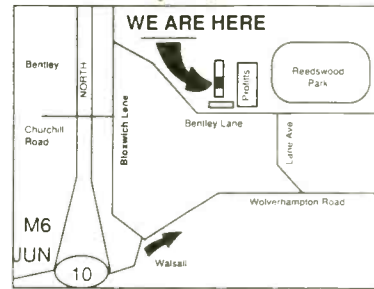 WE ARE HERE
Bentley
NORTH
Reedswood
Park
Profitts
Churchill
Road
Bloxwich Lane
Bentley Lane
Lane Ave
Wolverhampton Road
M6
JUN
10
Walsall